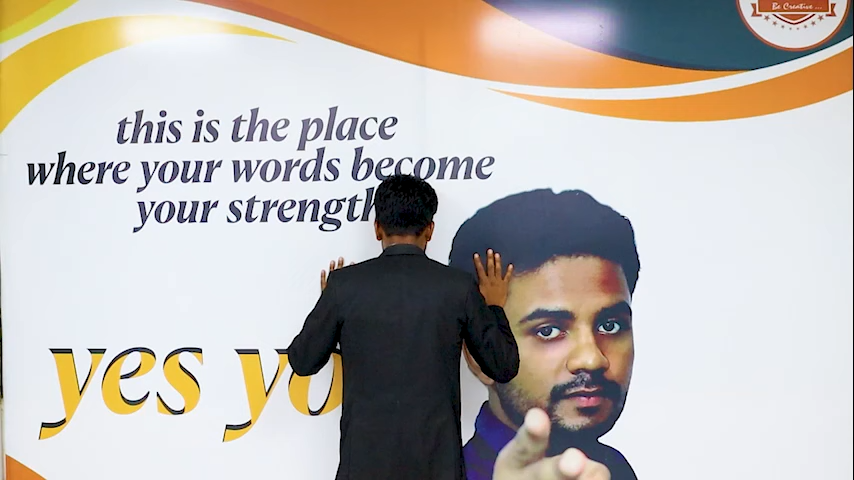 this is the place
where your words become
your strength
yes yo
Be Creative ...